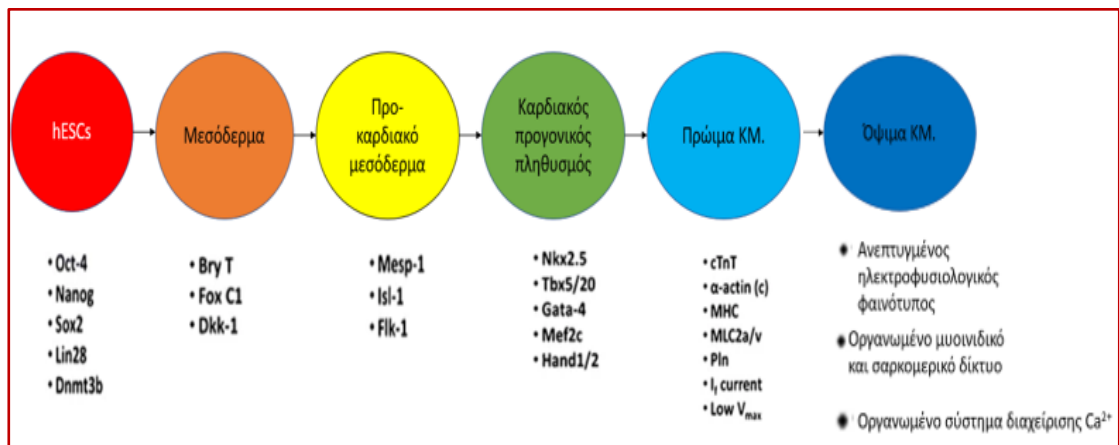 hESCs
Μεσόδερμα
Προ-
καρδιακό
μεσόδερμα
Καρδιακός
προγονικός
πληθυσμός
Πρώιμα ΚΜ.
Όψιμα ΚΜ.
• Oct-4
• Nanog
• Sox2
• Lin28
• Dnmt3b
• Bry T
• Fox C1
• Dkk-1
• Mesp-1
• Isl-1
• Flk-1
• Nkx2.5
• Tbx5/20
• Gata-4
• Mef2c
• Hand1/2
• cTnT
• α-actin (c)
• MHC
• MLC2a/v
• Pln
• If current
• Low Vmax
• Ανεπτυγμένος
ηλεκτροφυσιολογικός
φαινότυπος
• Οργανωμένο μυοινιδικό
και σαρκομερικό δίκτυο
• Οργανωμένο σύστημα διαχείρισης Ca²⁺